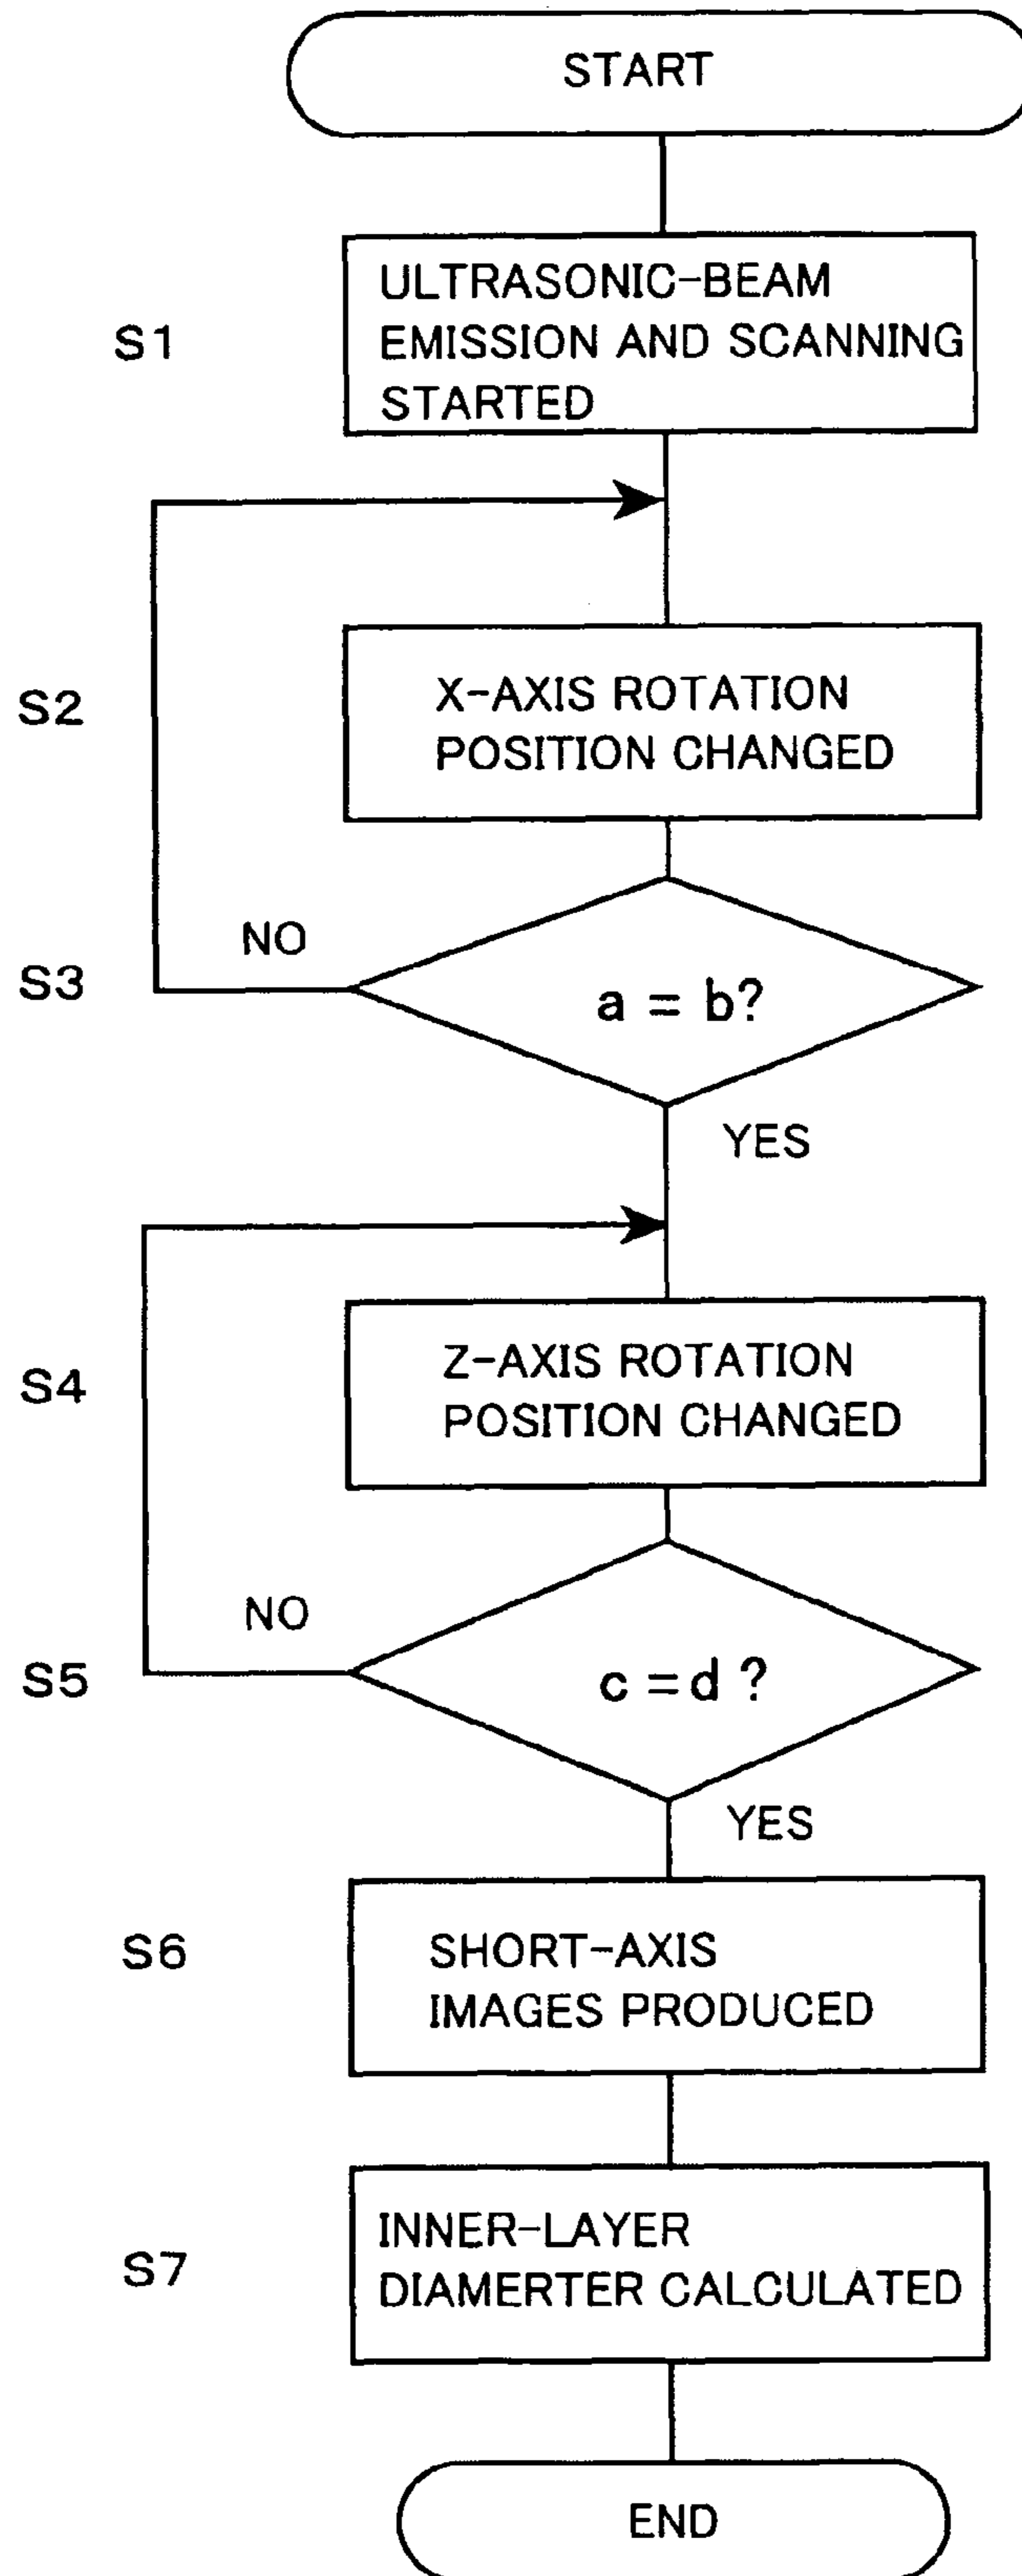 START
S1
ULTRASONIC-BEAM
EMISSION AND SCANNING
STARTED
S2
X-AXIS ROTATION
POSITION CHANGED
NO
S3
a = b?
YES
S4
Z-AXIS ROTATION
POSITION CHANGED
NO
S5
c = d ?
YES
S6
SHORT-AXIS
IMAGES PRODUCED
S7
INNER-LAYER
DIAMERTER CALCULATED
END